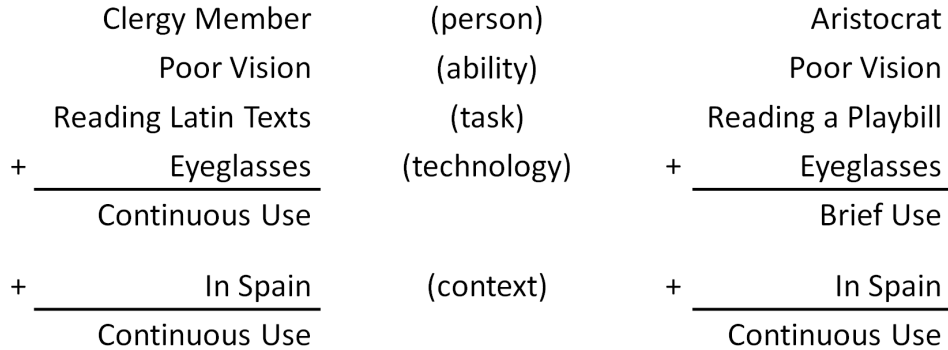 Clergy Member (person) Aristocrat
Poor Vision (ability) Poor Vision
Reading Latin Texts (task) Reading a Playbill
+ Eyeglasses (technology) + Eyeglasses
Continuous Use Brief Use
+ In Spain (context) + In Spain
Continuous Use Continuous Use